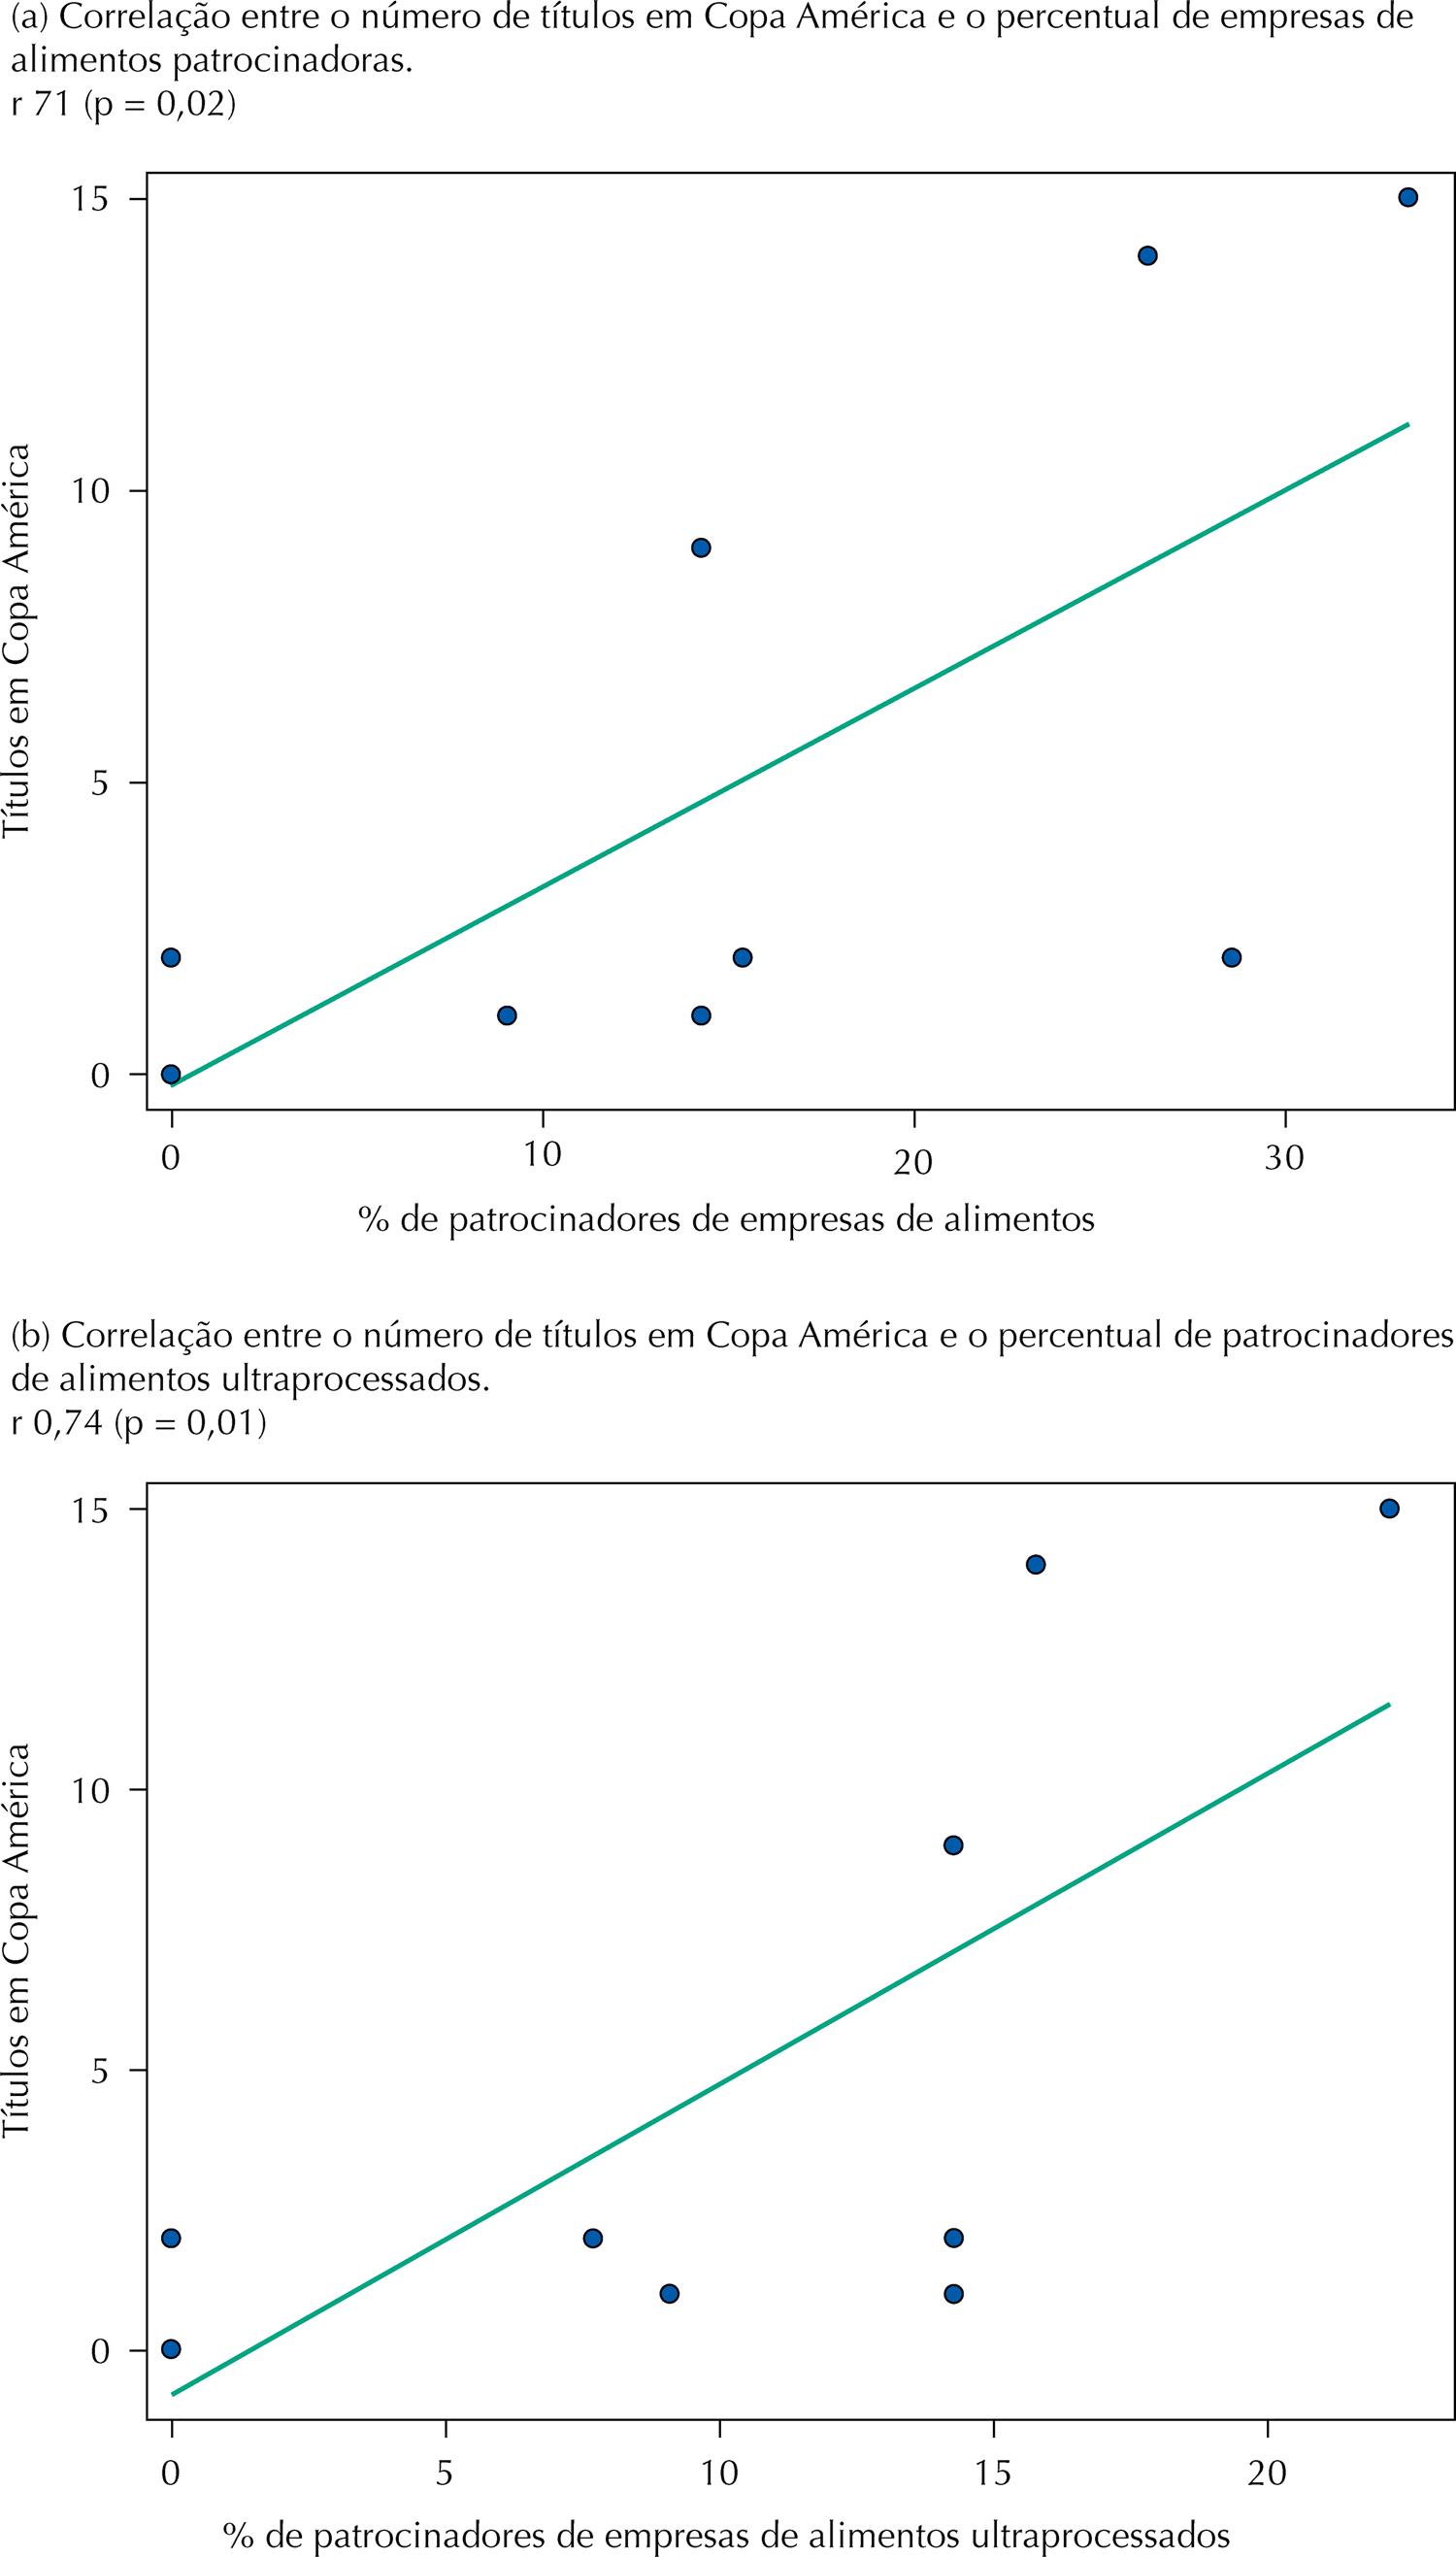 (a) Correlação entre o número de títulos em Copa América e o percentual de empresas de
alimentos patrocinadoras.
r 71 (p = 0,02)
15
10
5
0
Títulos em Copa América
0
10
20
30
% de patrocinadores de empresas de alimentos
(b) Correlação entre o número de títulos em Copa América e o percentual de patrocinadores
de alimentos ultraprocessados.
r 0,74 (p = 0,01)
15
10
5
0
Títulos em Copa América
0
5
10
15
20
% de patrocinadores de empresas de alimentos ultraprocessados